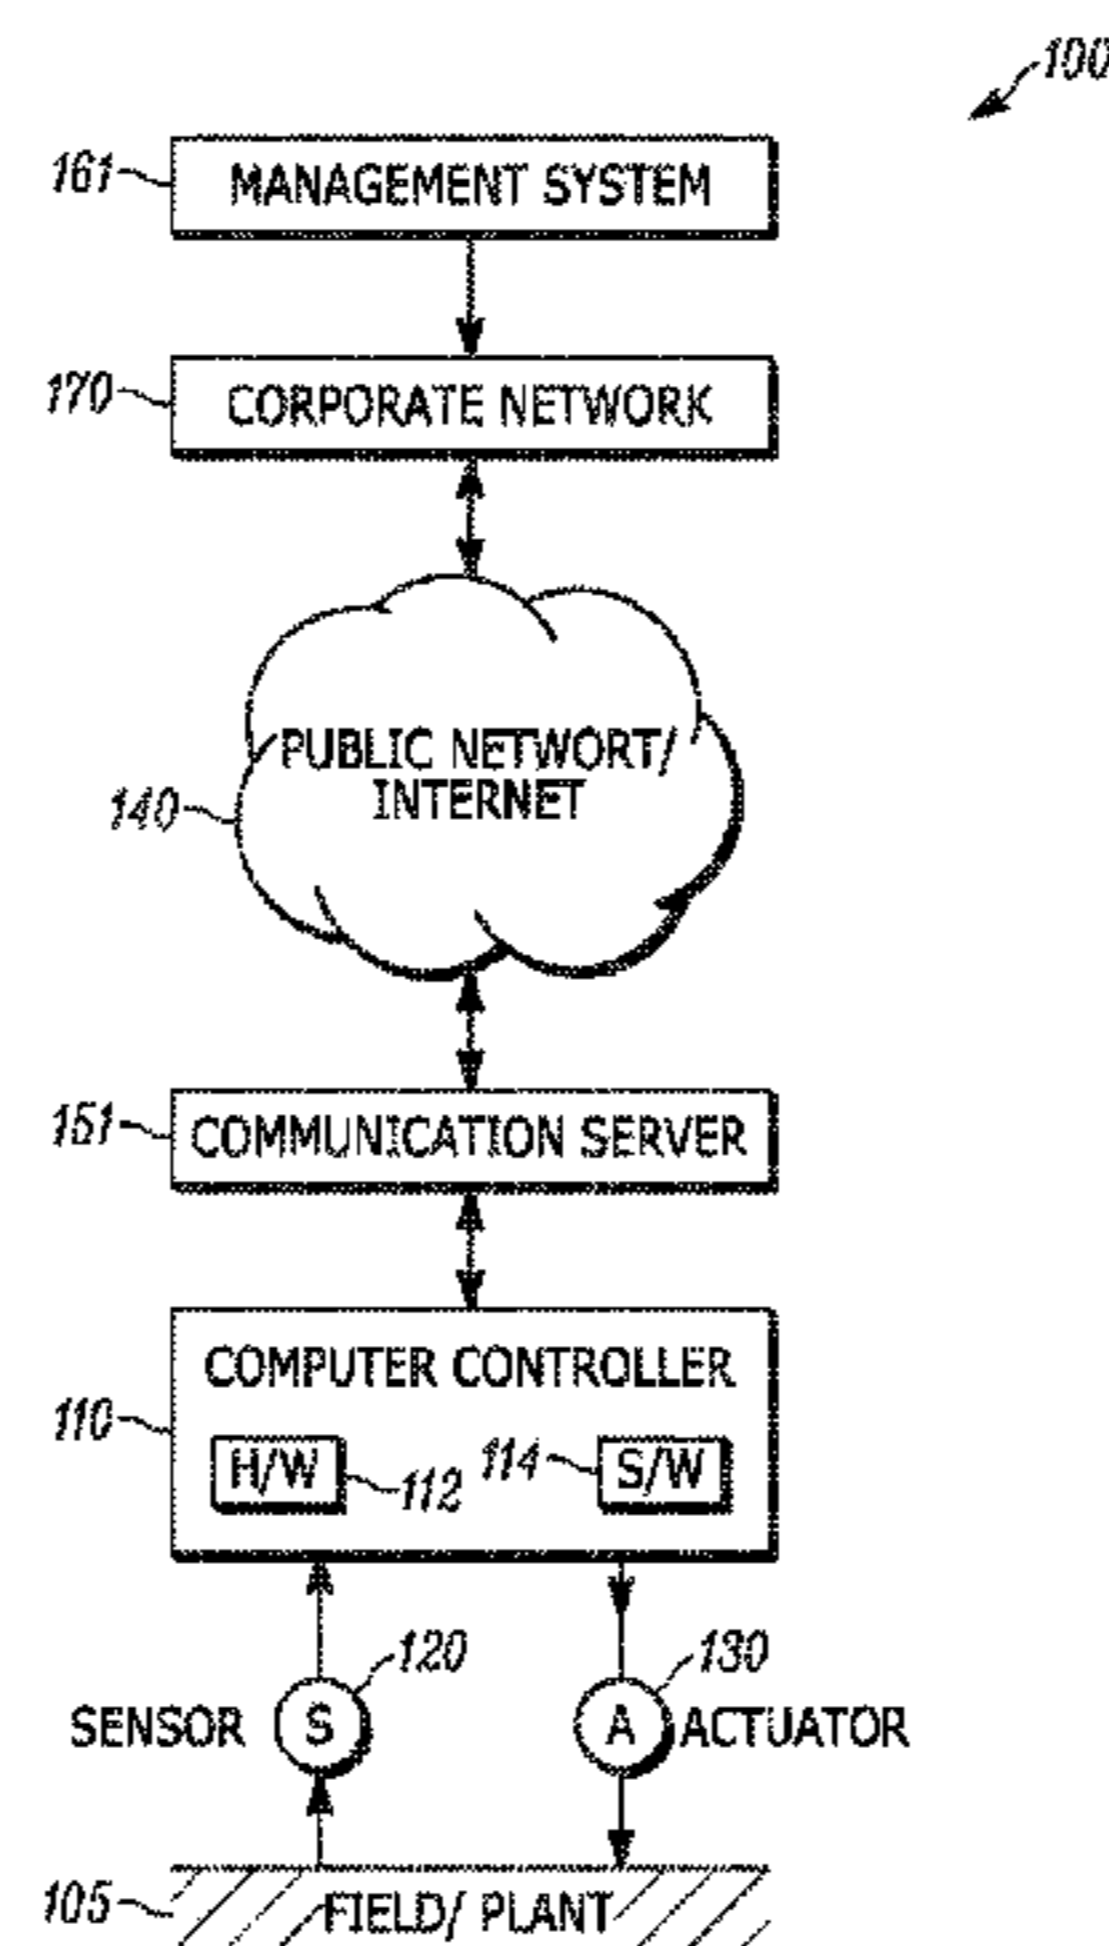 100
161 MANAGEMENT SYSTEM
170 CORPORATE NETWORK
PUBLIC NETWORT/
140 INTERNET
151 COMMUNICATION SERVER
COMPUTER CONTROLLER
110
H/W 112 114 S/W
120 130
SENSOR S A ACTUATOR
105 FIELD/ PLANT